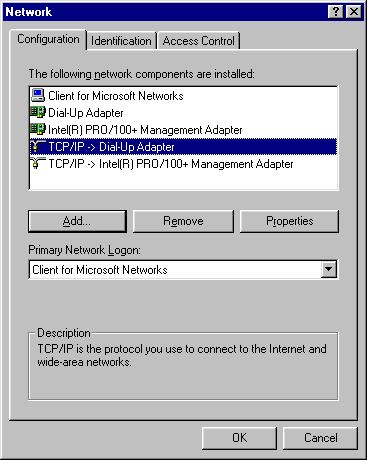 Network
Configuration Identification Access Control
The following network components are installed:
Client for Microsoft Networks
Dial-Up Adapter
Intel(R) PRO/100+ Management Adapter
TCP/IP -> Dial-Up Adapter
TCP/IP -> Intel(R) PRO/100+ Management Adapter
Add... Remove Properties
Primary Network Logon:
Client for Microsoft Networks
Description
TCP/IP is the protocol you use to connect to the Internet and
wide-area networks.
OK Cancel